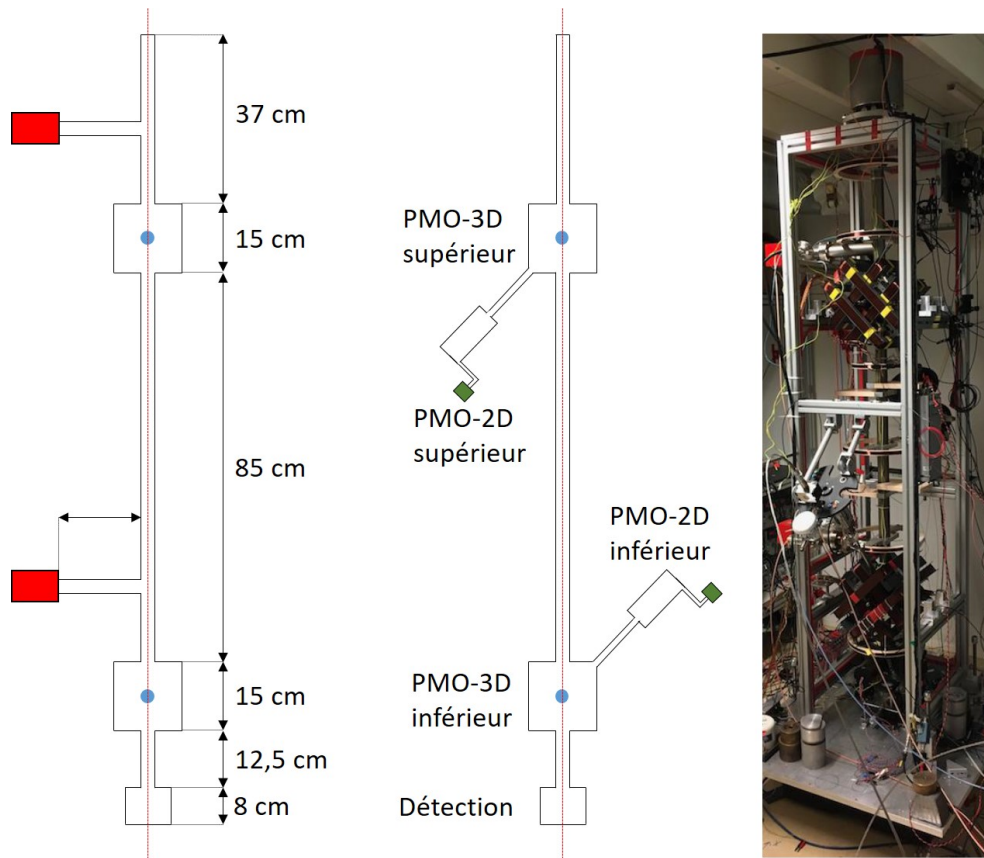 37 cm
15 cm
85 cm
15 cm
12,5 cm
8 cm
PMO-3D
supérieur
PMO-2D
supérieur
PMO-2D
inférieur
PMO-3D
inférieur
Détection